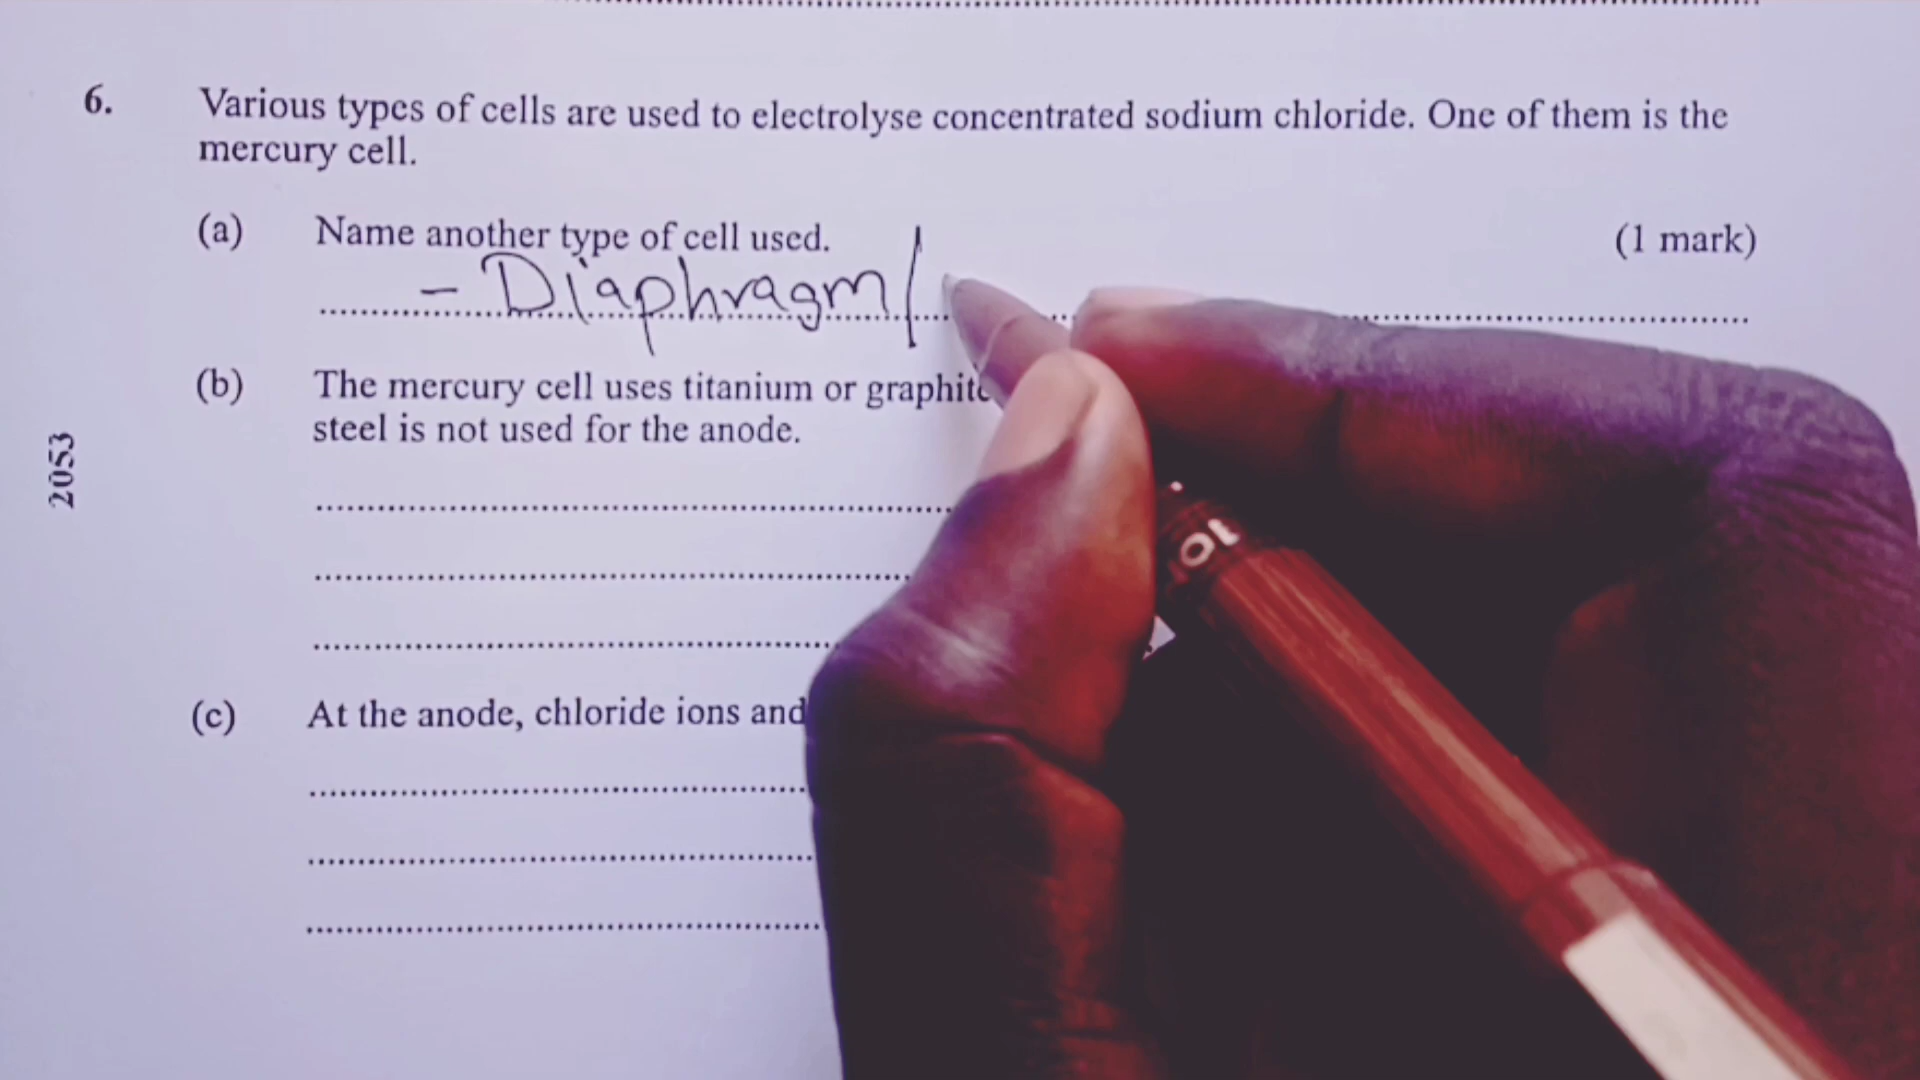 6. Various types of cells are used to electrolyse concentrated sodium chloride. One of them is the
mercury cell.
(a) Name another type of cell used. (1 mark)
- Diaphragm /
(b) The mercury cell uses titanium or graphite
steel is not used for the anode.
2053
(c) At the anode, chloride ions and
10